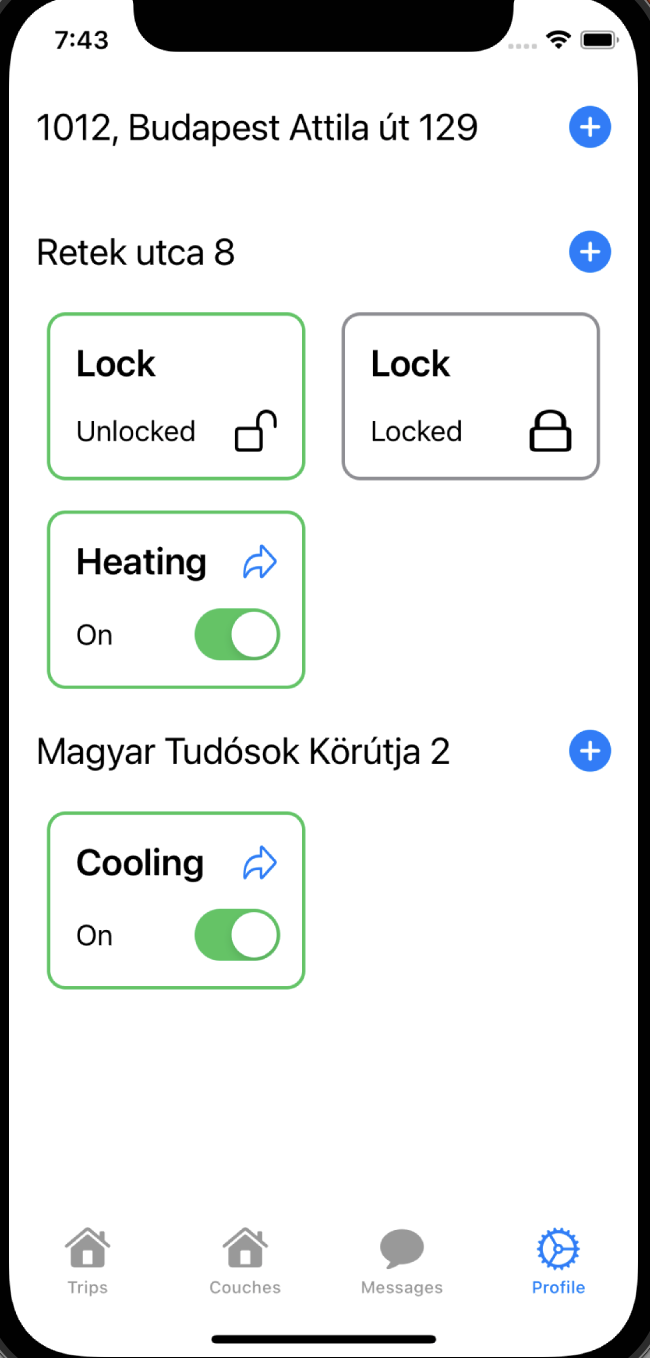 7:43
1012, Budapest Attila út 129
Retek utca 8
Lock
Unlocked
Lock
Locked
Heating
On
Magyar Tudósok Körútja 2
Cooling
On
Trips
Couches
Messages
Profile